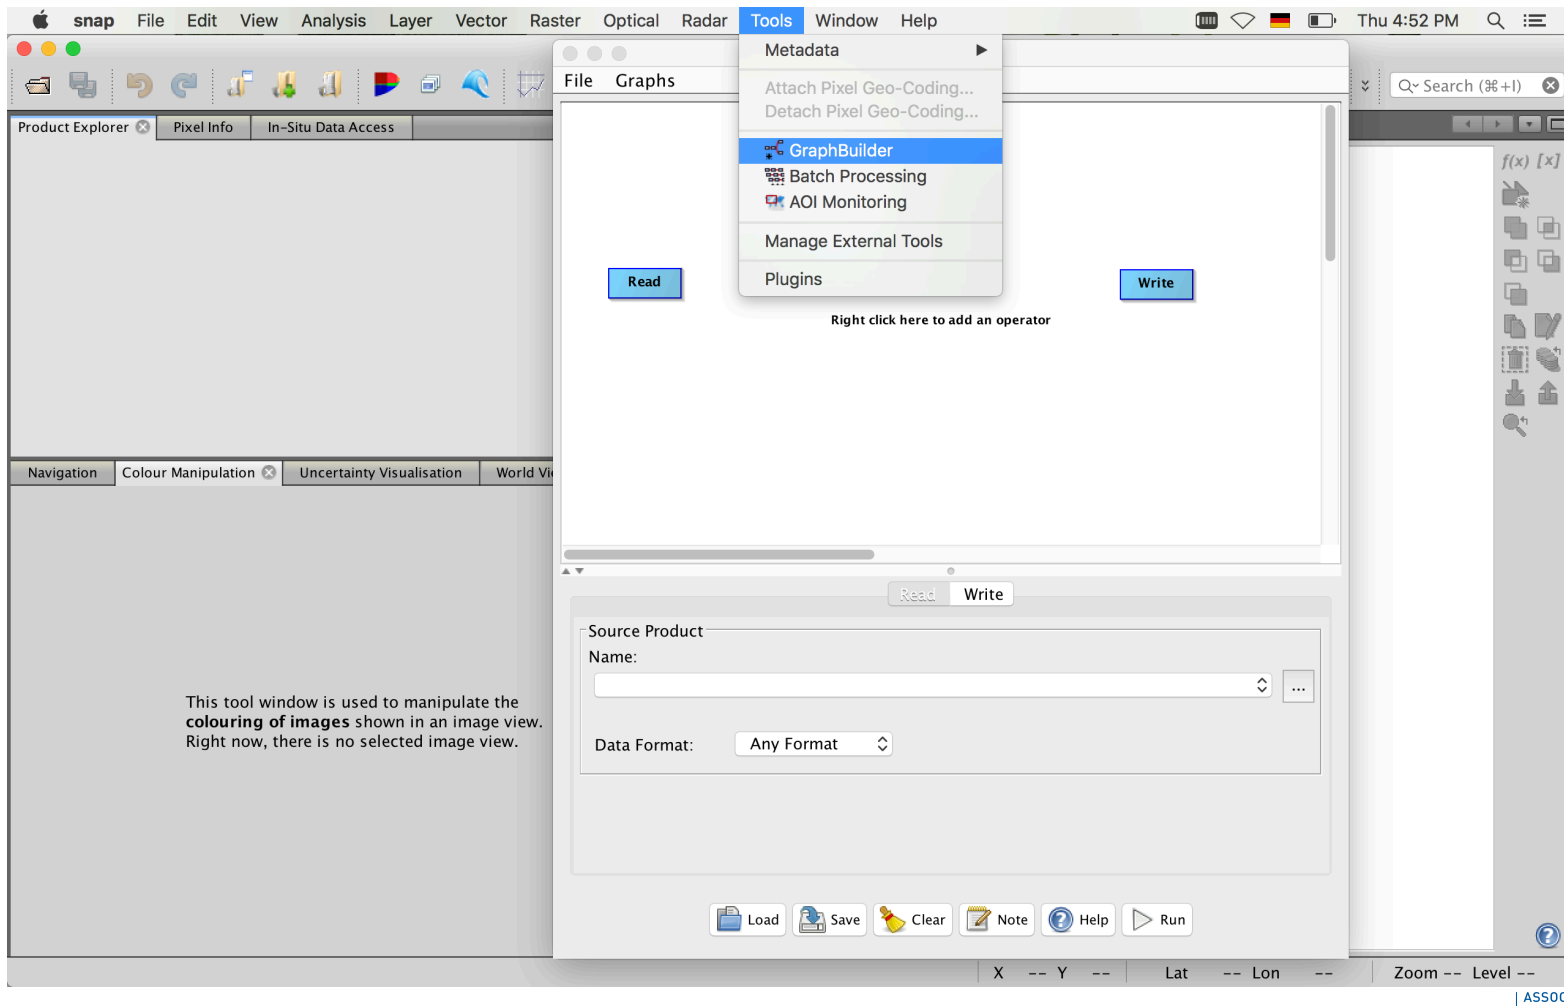 snap File Edit View Analysis Layer Vector Raster Optical Radar Tools Window Help Thu 4:52 PM
File Graphs
Search (⌘+I)
Metadata
Attach Pixel Geo-Coding...
Detach Pixel Geo-Coding...
GraphBuilder
Batch Processing
AOI Monitoring
Manage External Tools
Plugins
Product Explorer Pixel Info In-Situ Data Access
f(x) [x]
Read
Write
Right click here to add an operator
Navigation Colour Manipulation Uncertainty Visualisation World
This tool window is used to manipulate the
colouring of images shown in an image view.
Right now, there is no selected image view.
Read Write
Source Product
Name:
...
Data Format: Any Format
Load Save Clear Note Help Run
X -- Y -- Lat -- Lon -- Zoom -- Level --